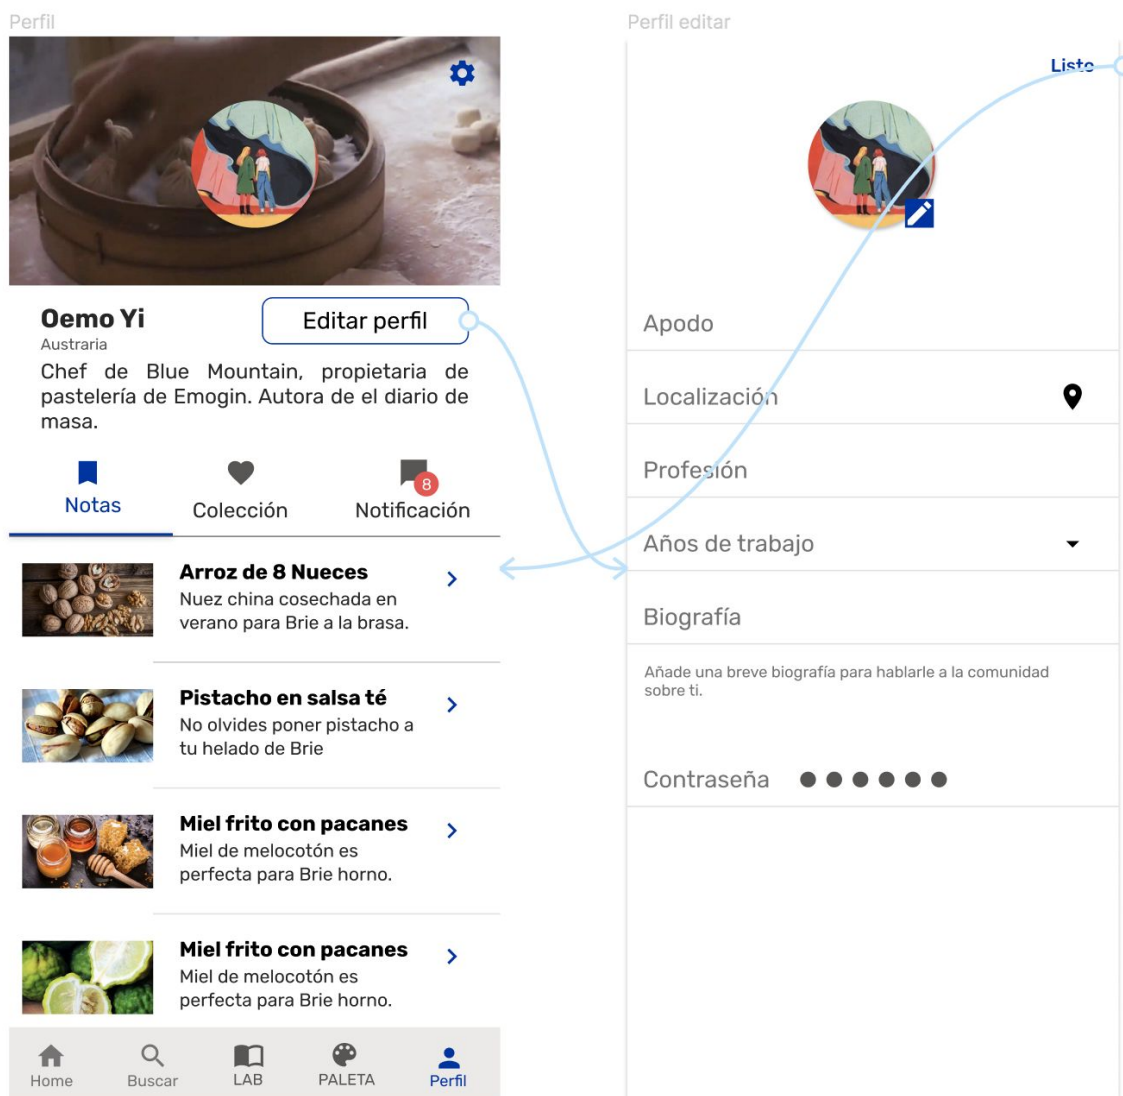 Perfil
Oemo Yi
Editar perfil
Austraria
Chef de Blue Mountain, propietaria de
pastelería de Emogin. Autora de el diario de
masa.
Notas
Colección
8
Notificación
Arroz de 8 Nueces
Nuez china cosechada en
verano para Brie a la brasa.
Pistacho en salsa té
No olvides poner pistacho a
tu helado de Brie
Miel frito con pacanes
Miel de melocotón es
perfecta para Brie horno.
Miel frito con pacanes
Miel de melocotón es
perfecta para Brie horno.
Home
Buscar
LAB
PALETA
Perfil
Perfil editar
Listo
Apodo
Localización
Profesión
Años de trabajo
Biografía
Añade una breve biografía para hablarle a la comunidad
sobre ti.
Contraseña